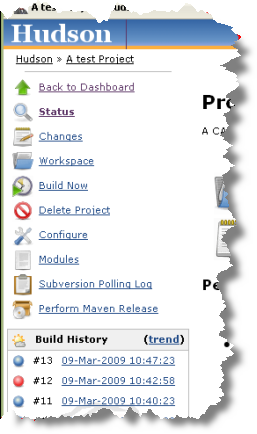 Hudson
Hudson » A test Project
Back to Dashboard
Status
Changes
Workspace
Build Now
Delete Project
Configure
Modules
Subversion Polling Log
Perform Maven Release
Build History (trend)
#13 09-Mar-2009 10:47:23
#12 09-Mar-2009 10:42:58
#11 09-Mar-2009 10:40:23